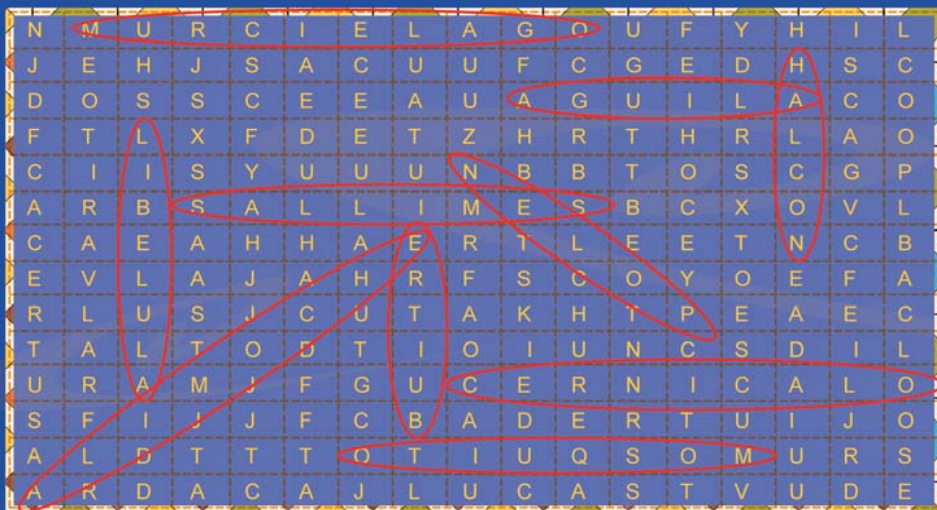 N M U R C I E L A G O U F Y H I L
J E H J S A C U U F C G E D H S C
D O S S C E E A U A G U I L A C O
F T L X F D E T Z H R T H R L A O
C I I S Y U U U N B B T O S C G P
A R B S A L L I M E S B C X O V L
C A E A H H A E R T L E E T N C B
E V L A J A H R F S C O Y O E F A
R L U S J C U T A K H T P E A E C
T A L T O D T I O I U N C S D I L
U R A M J F G U C E R N I C A L O
S F I J J F C B A D E R T U I J O
A L D T T T O T I U Q S O M U R S
A R D A C A J L U C A S T V U D E